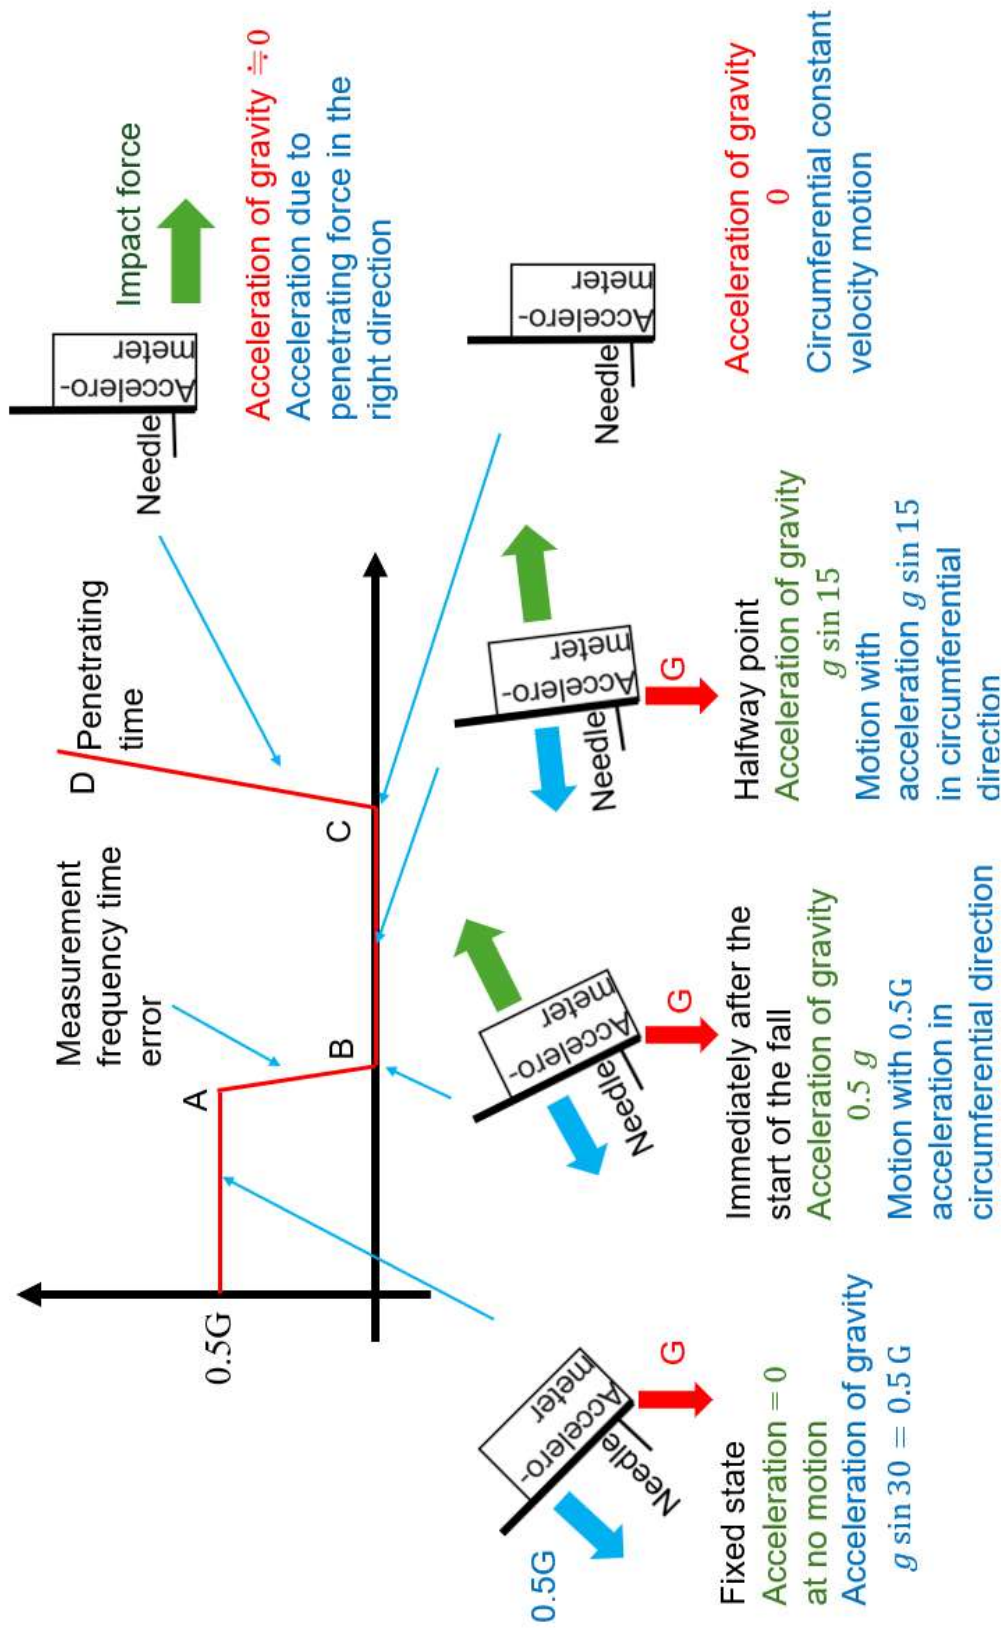 Measurement
frequency time
error
D
Penetrating
time
Needle
Accelero-
meter
Impact force
Acceleration of gravity ≒0
Acceleration due to
penetrating force in the
right direction
0.5G
A
B
C
0.5G
Accelero-
meter
Needle
G
Fixed state
Acceleration = 0
at no motion
Acceleration of gravity
g sin 30 = 0.5 G
Accelero-
meter
Needle
G
Immediately after the
start of the fall
Acceleration of gravity
0.5 g
Motion with 0.5G
acceleration in
circumferential direction
Accelero-
meter
Needle
G
Halfway point
Acceleration of gravity
g sin 15
Motion with
acceleration g sin 15
in circumferential
direction
Accelero-
meter
Needle
Acceleration of gravity
0
Circumferential constant
velocity motion